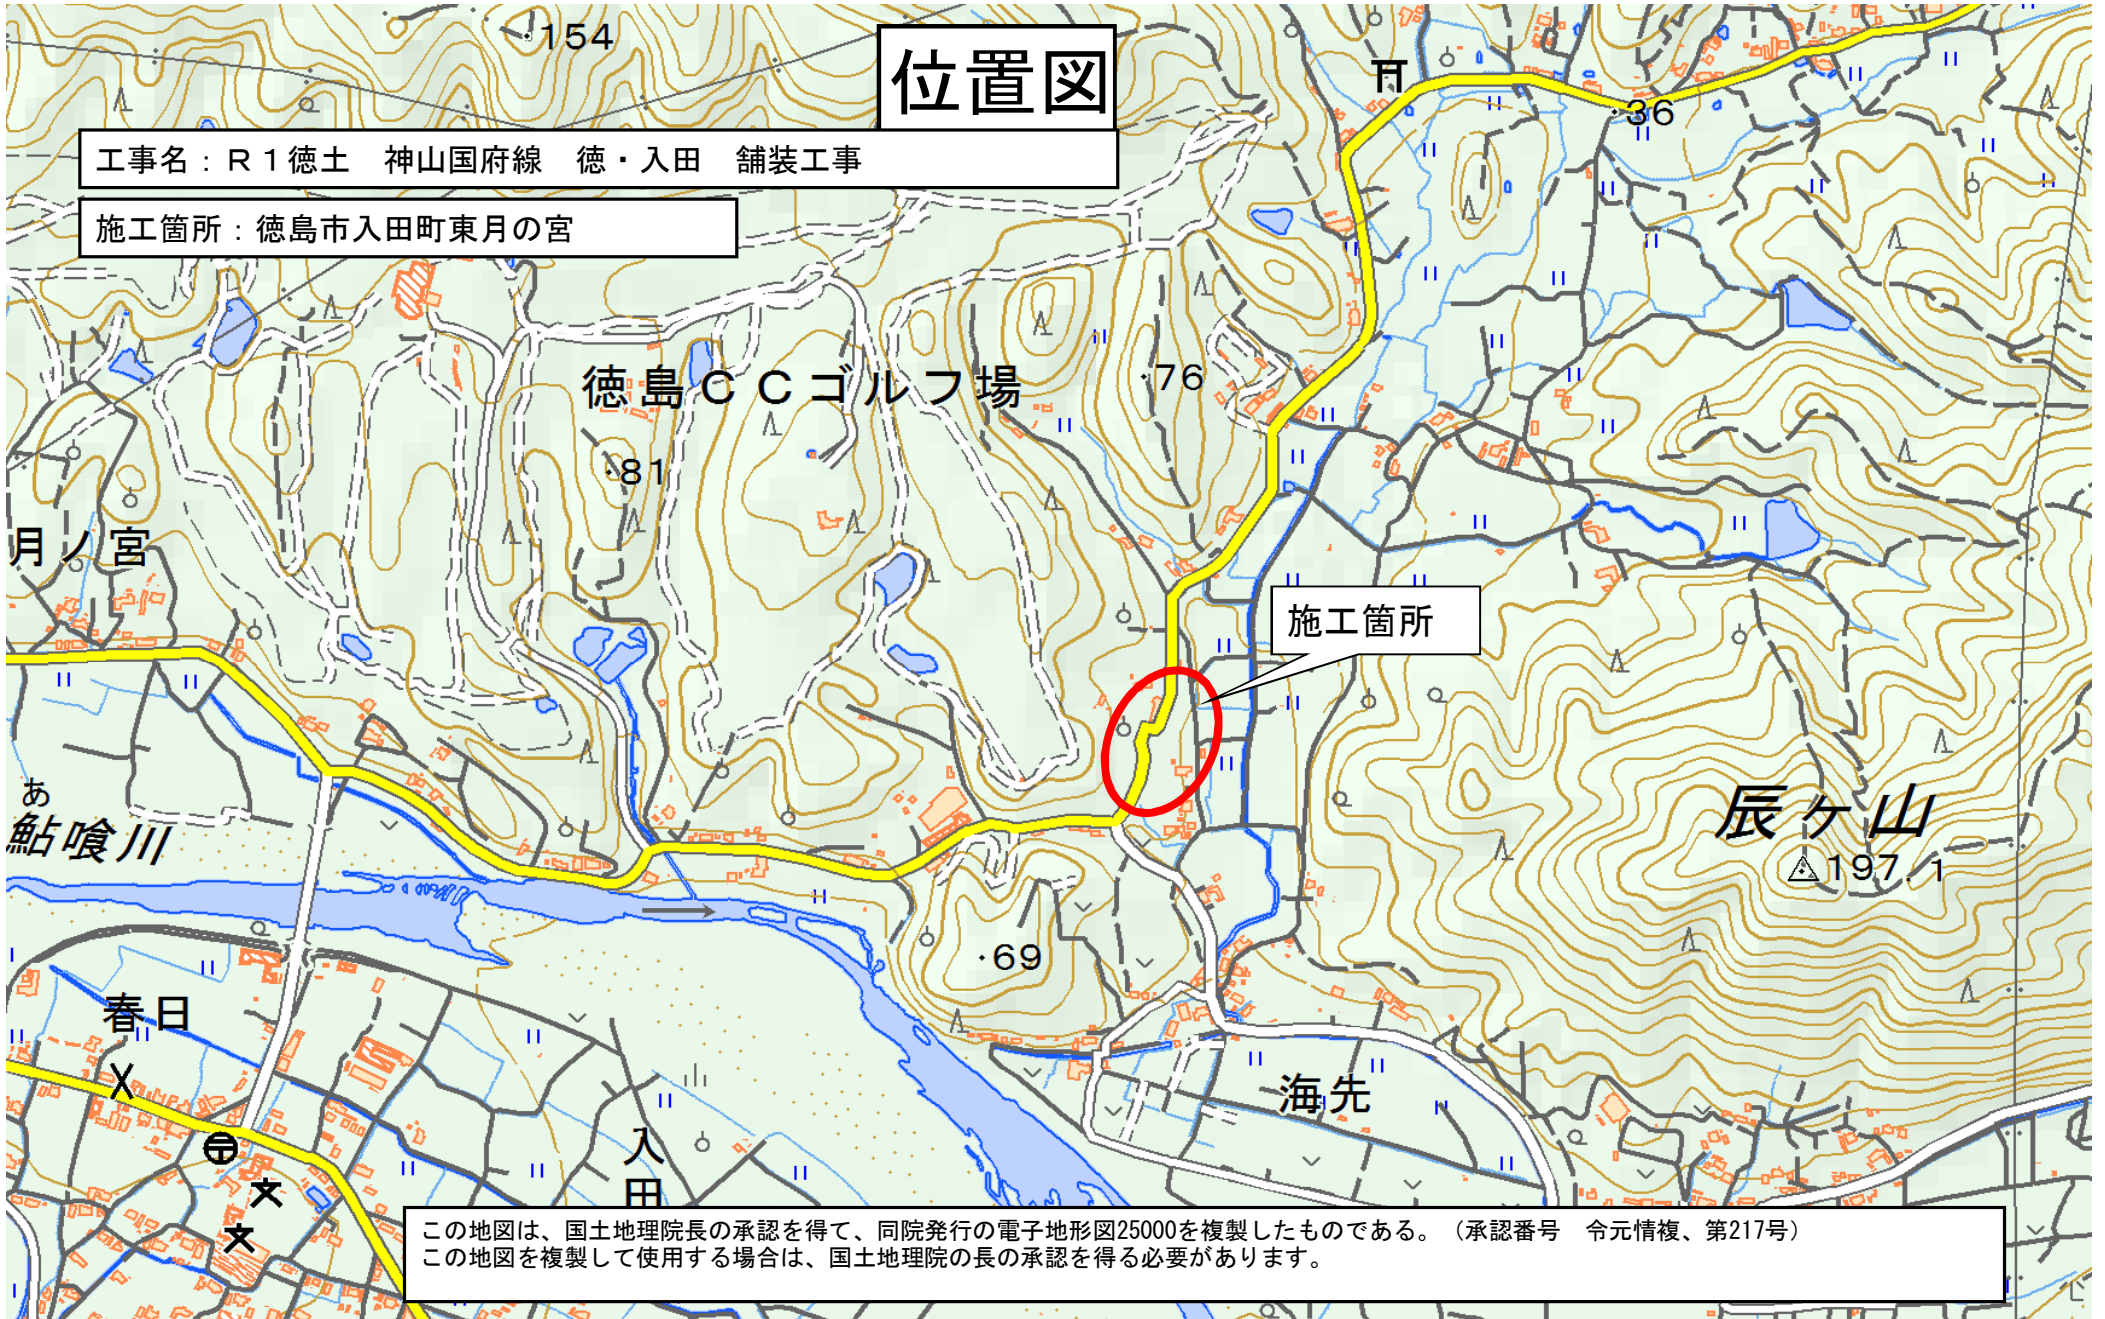 154
位置図
36
工事名：Ｒ１徳土　神山国府線　徳・入田　舗装工事
施工箇所：徳島市入田町東月の宮
徳島ＣＣゴルフ場
76
81
月ノ宮
施工箇所
あ
鮎喰川
辰ヶ山
197.1
69
春日
海先
入田
この地図は、国土地理院長の承認を得て、同院発行の電子地形図25000を複製したものである。（承認番号　令元情複、第217号）
この地図を複製して使用する場合は、国土地理院の長の承認を得る必要があります。